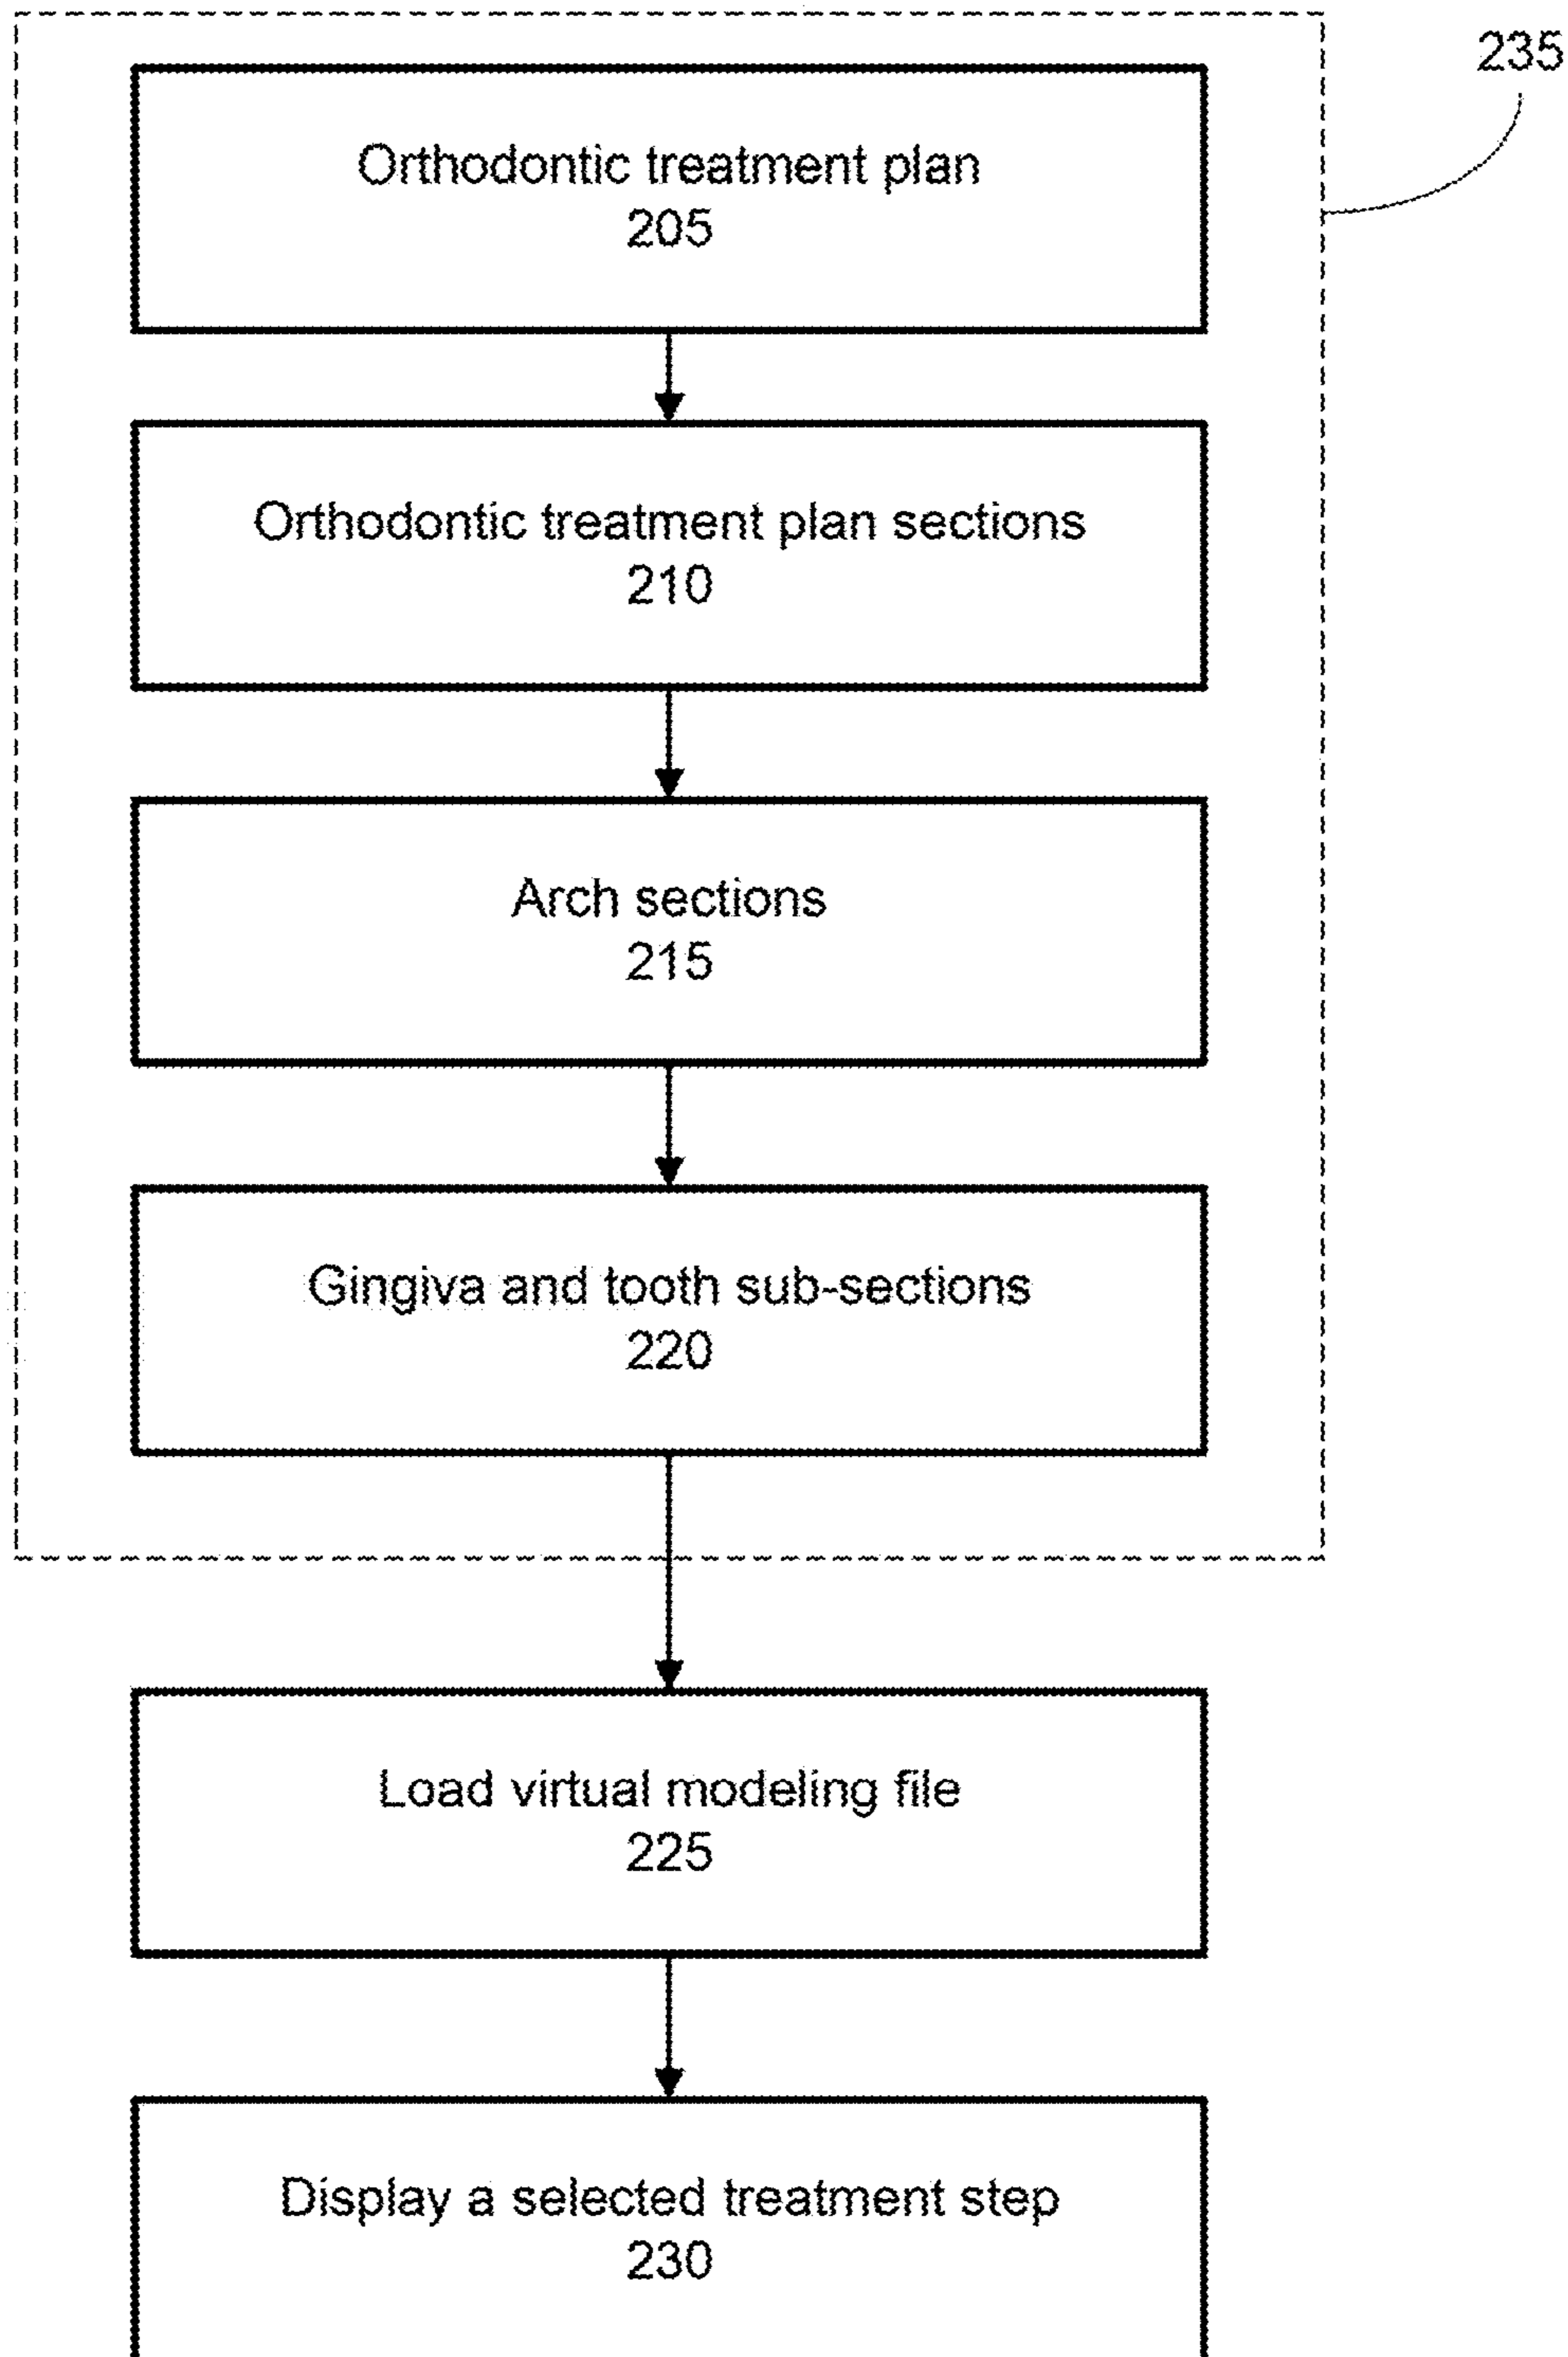 235
Orthodontic treatment plan
205
Orthodontic treatment plan sections
210
Arch sections
215
Gingiva and tooth sub-sections
220
Load virtual modeling file
225
Display a selected treatment step
230